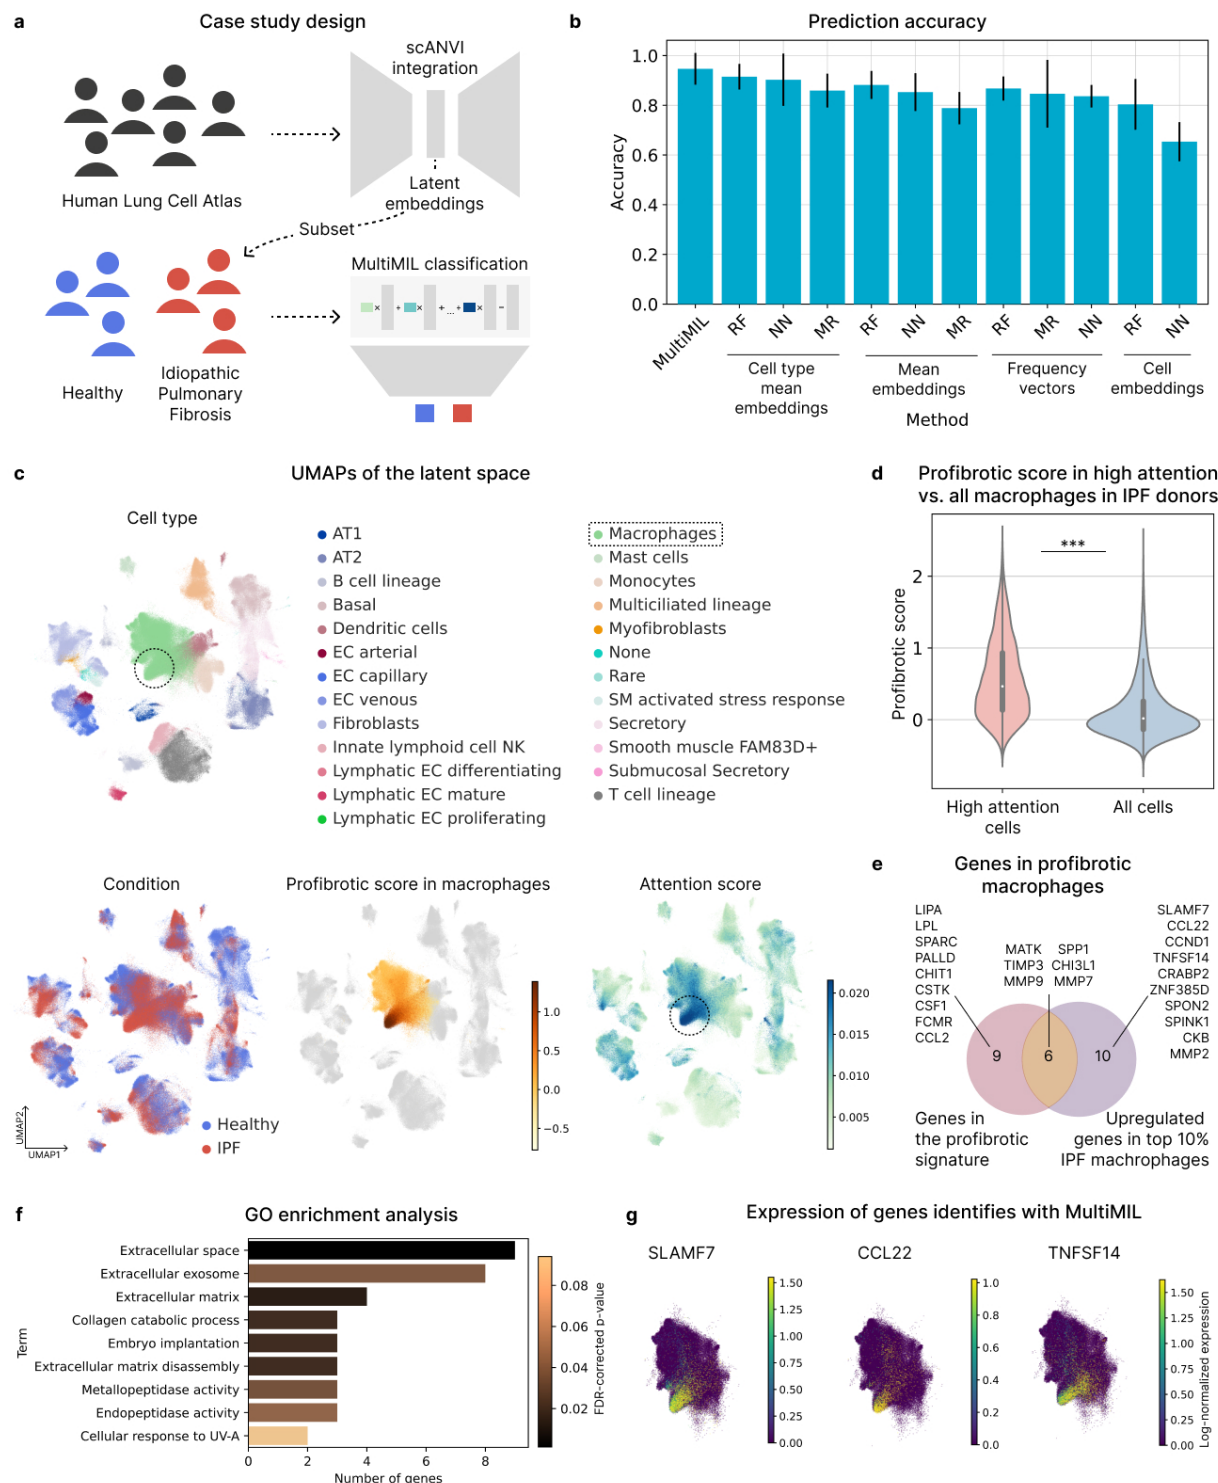 a
Case study design
scANVI
integration
Human Lung Cell Atlas
Latent
embeddings
Subset
MultiMIL classification
× + × + ... + × =
Healthy
Idiopathic
Pulmonary
Fibrosis
b
Prediction accuracy
Accuracy
1.0
0.8
0.6
0.4
0.2
0.0
MultiMIL
RF
NN
MR
RF
NN
MR
RF
MR
NN
RF
NN
Cell type
mean
embeddings
Mean
embeddings
Frequency
vectors
Cell
embeddings
Method
c
UMAPs of the latent space
Cell type
AT1
AT2
B cell lineage
Basal
Dendritic cells
EC arterial
EC capillary
EC venous
Fibroblasts
Innate lymphoid cell NK
Lymphatic EC differentiating
Lymphatic EC mature
Lymphatic EC proliferating
Macrophages
Mast cells
Monocytes
Multiciliated lineage
Myofibroblasts
None
Rare
SM activated stress response
Secretory
Smooth muscle FAM83D+
Submucosal Secretory
T cell lineage
Condition
Healthy
IPF
UMAP2
UMAP1
Profibrotic score in macrophages
1.0
0.5
0.0
−0.5
Attention score
0.020
0.015
0.010
0.005
d
Profibrotic score in high attention
vs. all macrophages in IPF donors
Profibrotic score
2
1
0
***
High attention
cells
All cells
e
Genes in profibrotic
macrophages
LIPA
LPL
SPARC
PALLD
CHIT1
CSTK
CSF1
FCMR
CCL2
MATK SPP1
TIMP3 CHI3L1
MMP9 MMP7
SLAMF7
CCL22
CCND1
TNFSF14
CRABP2
ZNF385D
SPON2
SPINK1
CKB
MMP2
9
6
10
Genes in
the profibrotic
signature
Upregulated
genes in top 10%
IPF machrophages
f
GO enrichment analysis
Term
Extracellular space
Extracellular exosome
Extracellular matrix
Collagen catabolic process
Embryo implantation
Extracellular matrix disassembly
Metallopeptidase activity
Endopeptidase activity
Cellular response to UV-A
0 2 4 6 8
Number of genes
0.08
0.06
0.04
0.02
FDR-corrected p-value
g
Expression of genes identifies with MultiMIL
SLAMF7
1.50
1.25
1.00
0.75
0.50
0.25
0.00
CCL22
1.0
0.8
0.6
0.4
0.2
0.0
TNFSF14
1.50
1.25
1.00
0.75
0.50
0.25
0.00
Log-normalized expression